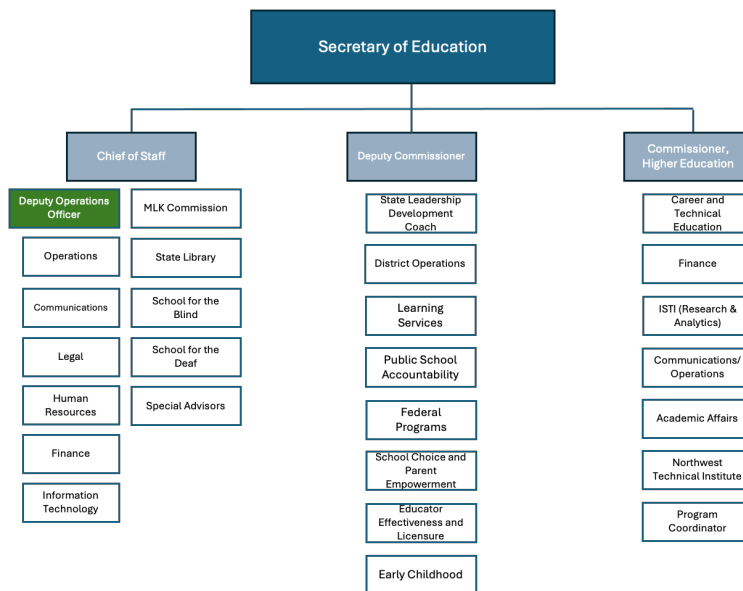 Secretary of Education
Chief of Staff
Deputy Commissioner
Commissioner,
Higher Education
Deputy Operations
Officer
Operations
Communications
Legal
Human
Resources
Finance
Information
Technology
MLK Commission
State Library
School for the
Blind
School for the
Deaf
Special Advisors
State Leadership
Development
Coach
District Operations
Learning
Services
Public School
Accountability
Federal
Programs
School Choice and
Parent
Empowerment
Educator
Effectiveness and
Licensure
Early Childhood
Career and
Technical
Education
Finance
ISTI (Research &
Analytics)
Communications/
Operations
Academic Affairs
Northwest
Technical Institute
Program
Coordinator